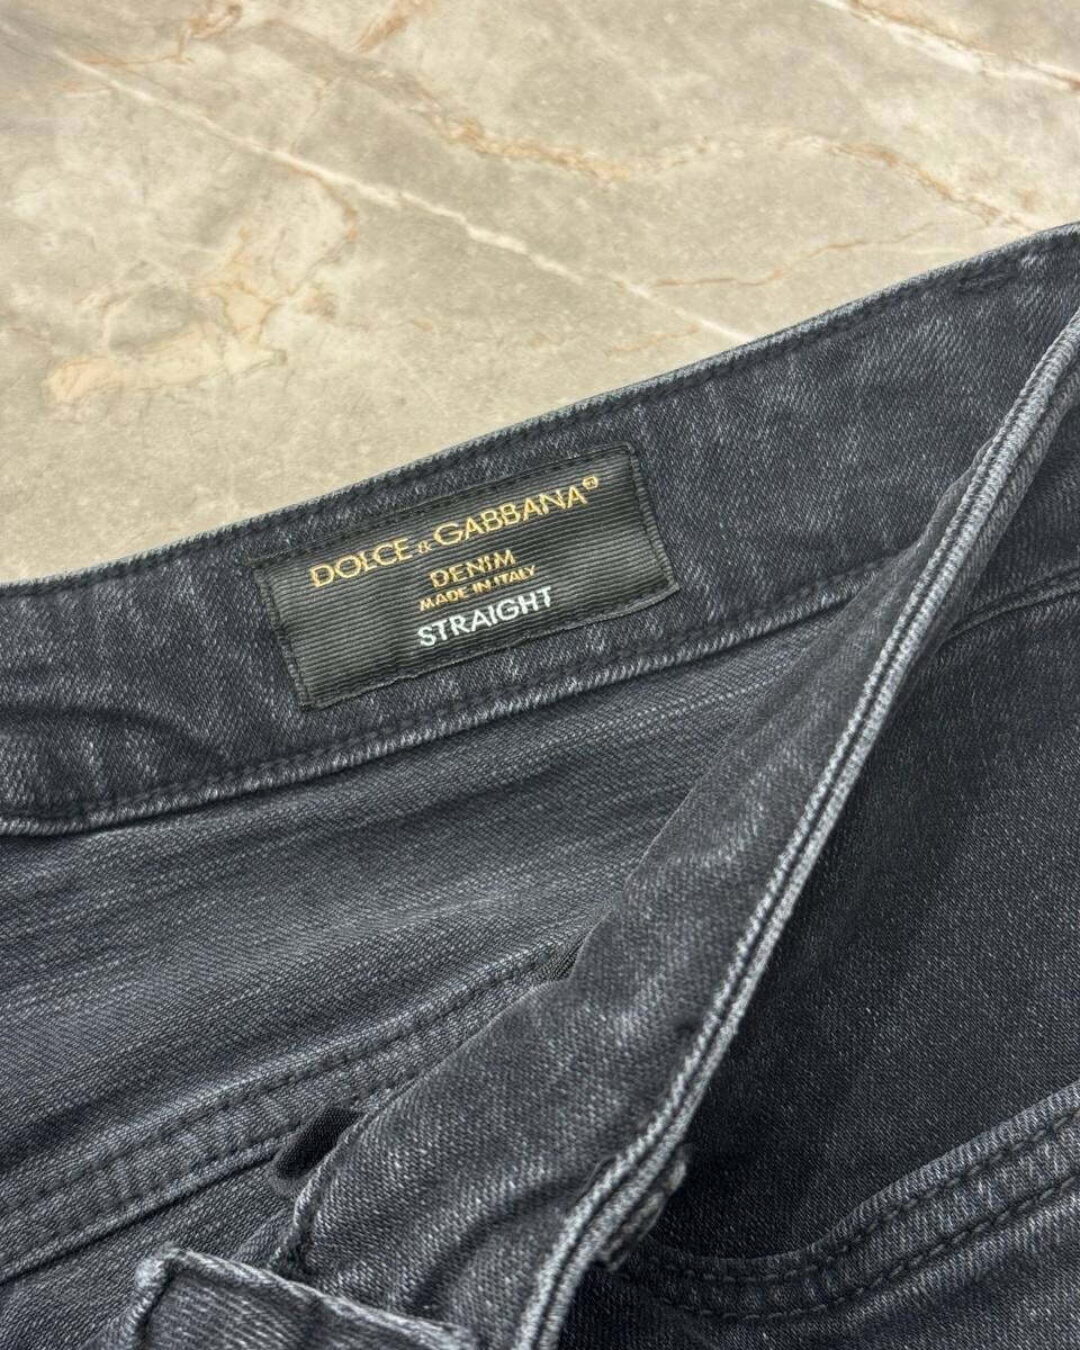 DOLCE & GABBANA®
DENIM
MADE IN ITALY
STRAIGHT